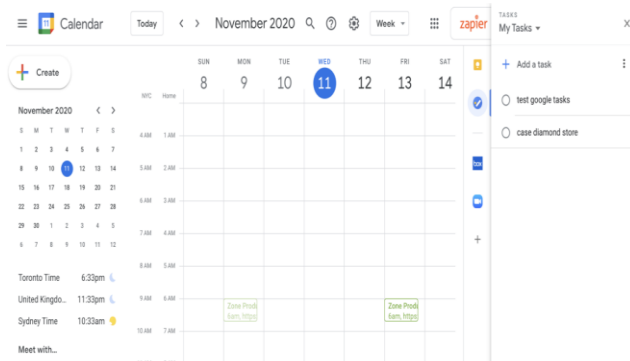 Calendar
Today
November 2020
Week
zapier
TASKS
My Tasks
Create
Add a task
test google tasks
case diamond store
SUN MON TUE WED THU FRI SAT
8 9 10 11 12 13 14
NYC Home
4 AM 1 AM
5 AM 2 AM
6 AM 3 AM
7 AM 4 AM
8 AM 5 AM
9 AM 6 AM
10 AM 7 AM
Zone Prod
6am, https
Zone Prod
6am, https
November 2020
S M T W T F S
1 2 3 4 5 6 7
8 9 10 11 12 13 14
15 16 17 18 19 20 21
22 23 24 25 26 27 28
29 30 1 2 3 4 5
6 7 8 9 10 11 12
Toronto Time 6:33pm
United Kingdo... 11:33pm
Sydney Time 10:33am
Meet with...